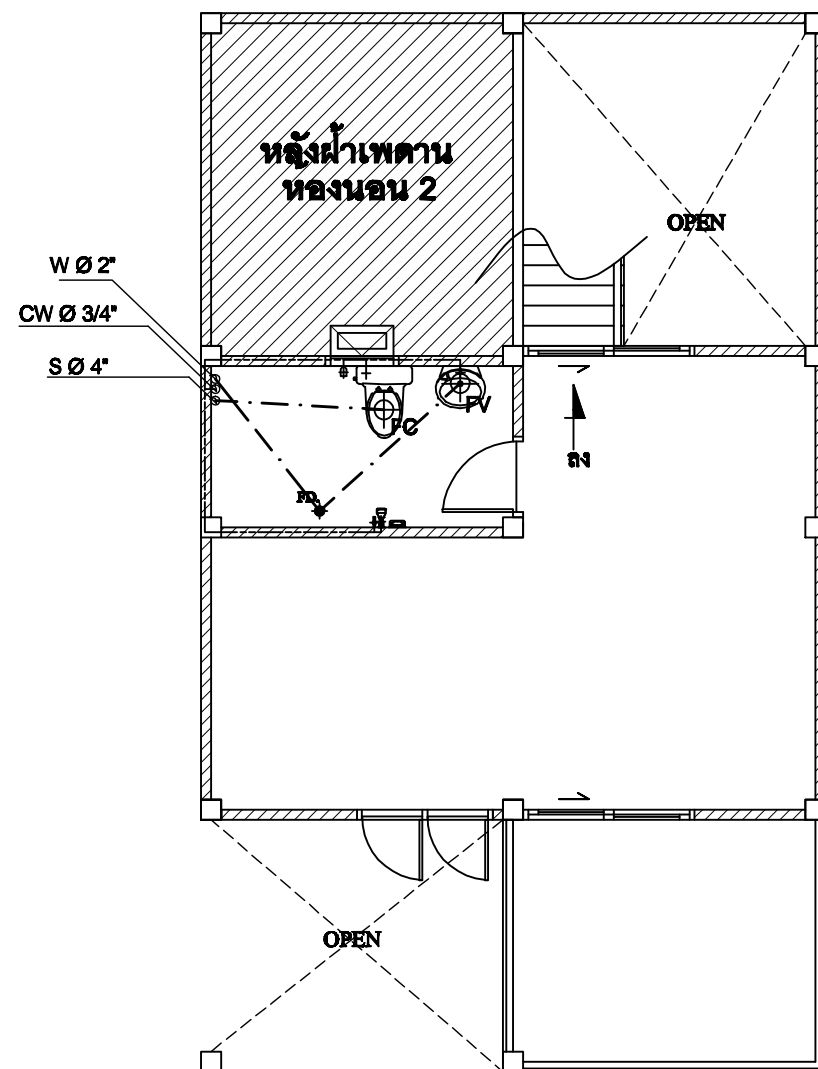 หลังฝ้าเพดาน
ห้องนอน 2
OPEN
W Ø 2"
CW Ø 3/4"
S Ø 4"
FC
FV
ลง
FD.
OPEN